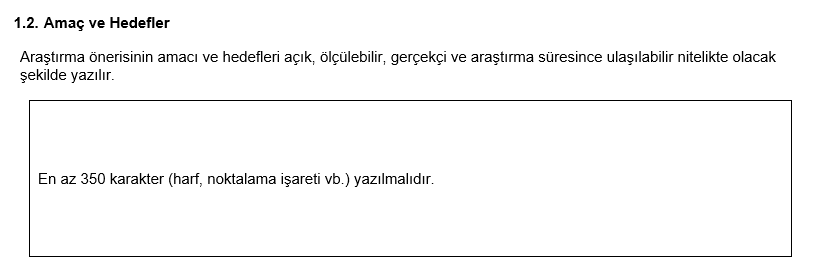 1.2. Amaç ve Hedefler
Araştırma önerisinin amacı ve hedefleri açık, ölçülebilir, gerçekçi ve araştırma süresince ulaşılabilir nitelikte olacak
şekilde yazılır.
En az 350 karakter (harf, noktalama işareti vb.) yazılmalıdır.